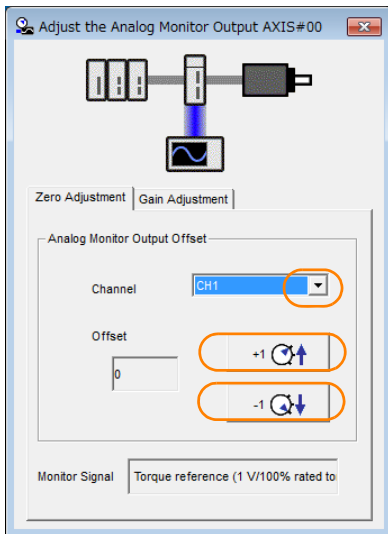 Adjust the Analog Monitor Output AXIS#00
Zero Adjustment Gain Adjustment
Analog Monitor Output Offset
Channel CH1
Offset
0
+1
-1
Monitor Signal Torque reference (1 V/100% rated to